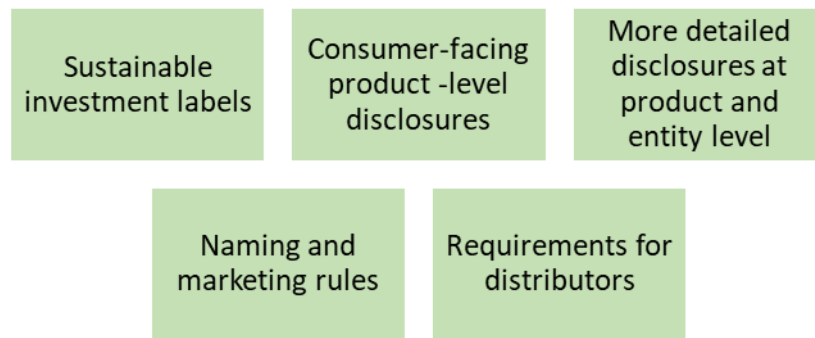 Sustainable
investment labels
Consumer-facing
product -level
disclosures
More detailed
disclosures at
product and
entity level
Naming and
marketing rules
Requirements for
distributors